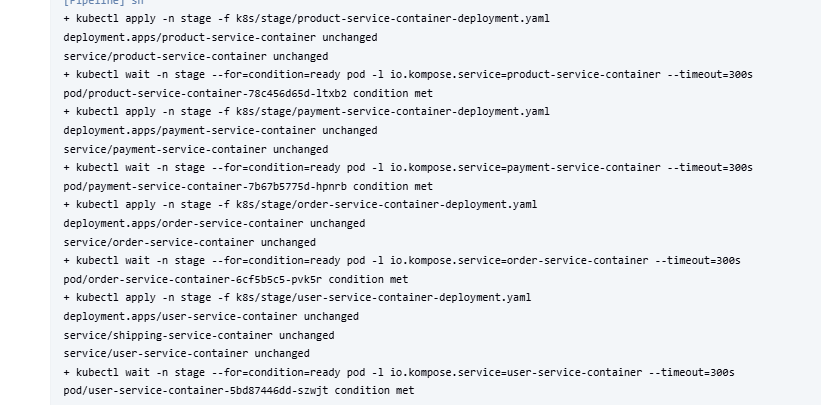 [Pipeline] sh
+ kubectl apply -n stage -f k8s/stage/product-service-container-deployment.yaml
deployment.apps/product-service-container unchanged
service/product-service-container unchanged
+ kubectl wait -n stage --for=condition=ready pod -l io.kompose.service=product-service-container --timeout=300s
pod/product-service-container-78c456d65d-ltxb2 condition met
+ kubectl apply -n stage -f k8s/stage/payment-service-container-deployment.yaml
deployment.apps/payment-service-container unchanged
service/payment-service-container unchanged
+ kubectl wait -n stage --for=condition=ready pod -l io.kompose.service=payment-service-container --timeout=300s
pod/payment-service-container-7b67b5775d-hpnrb condition met
+ kubectl apply -n stage -f k8s/stage/order-service-container-deployment.yaml
deployment.apps/order-service-container unchanged
service/order-service-container unchanged
+ kubectl wait -n stage --for=condition=ready pod -l io.kompose.service=order-service-container --timeout=300s
pod/order-service-container-6cf5b5c5-pvk5r condition met
+ kubectl apply -n stage -f k8s/stage/user-service-container-deployment.yaml
deployment.apps/user-service-container unchanged
service/shipping-service-container unchanged
service/user-service-container unchanged
+ kubectl wait -n stage --for=condition=ready pod -l io.kompose.service=user-service-container --timeout=300s
pod/user-service-container-5bd87446dd-szwjt condition met